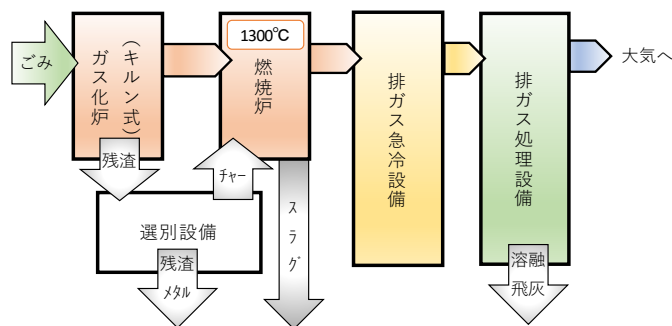 ごみ
ガス化炉
(キルン式)
1300℃
燃焼炉
排ガス急冷設備
排ガス処理設備
大気へ
残渣
ﾁｬｰ
スラグ
選別設備
残渣
ﾒﾀﾙ
溶融
飛灰